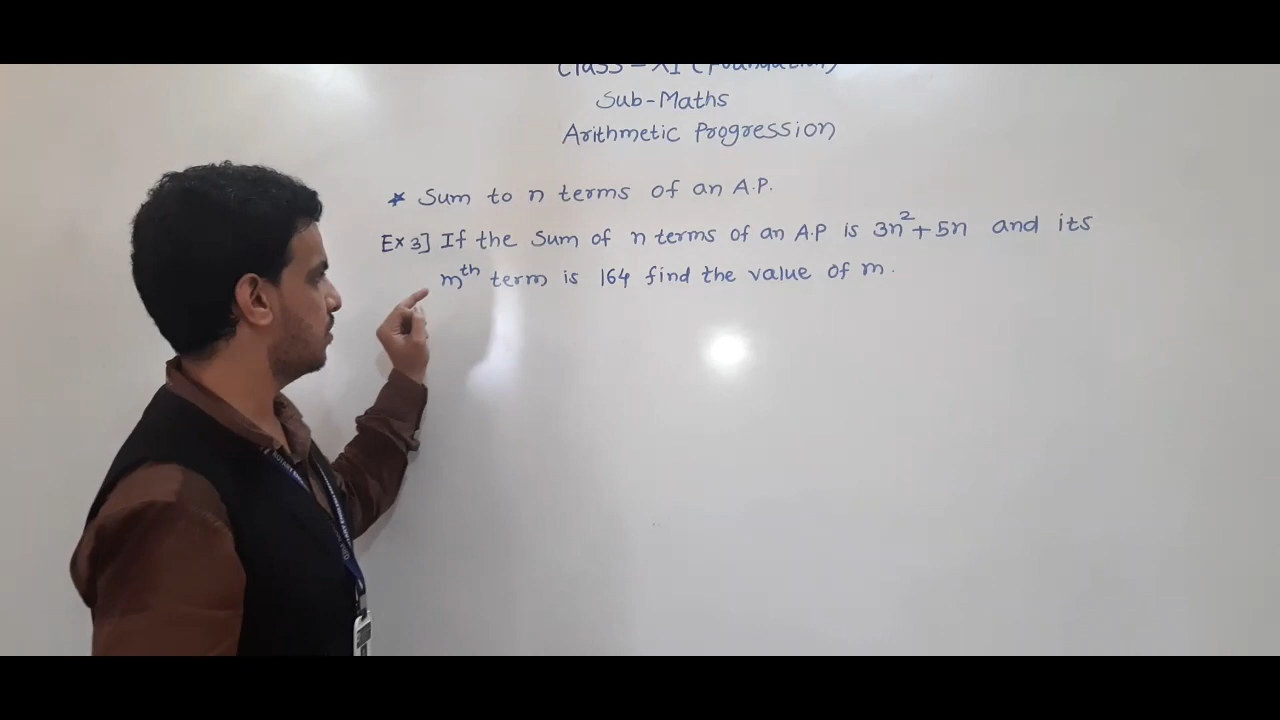 Class - XI (Foundation)
Sub-Maths
Arithmetic Progression
* Sum to n terms of an A.P.
Ex 3] If the Sum of n terms of an A.P is 3n²+5n and its
mᵗʰ term is 164 find the value of m.